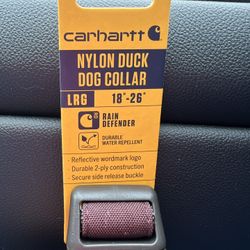 carhartt
NYLON DUCK
DOG COLLAR
LRG 18"-26"
RAIN
DEFENDER
DURABLE
WATER REPELLENT
· Reflective wordmark logo
· Durable 2-ply construction
· Secure side release buckle